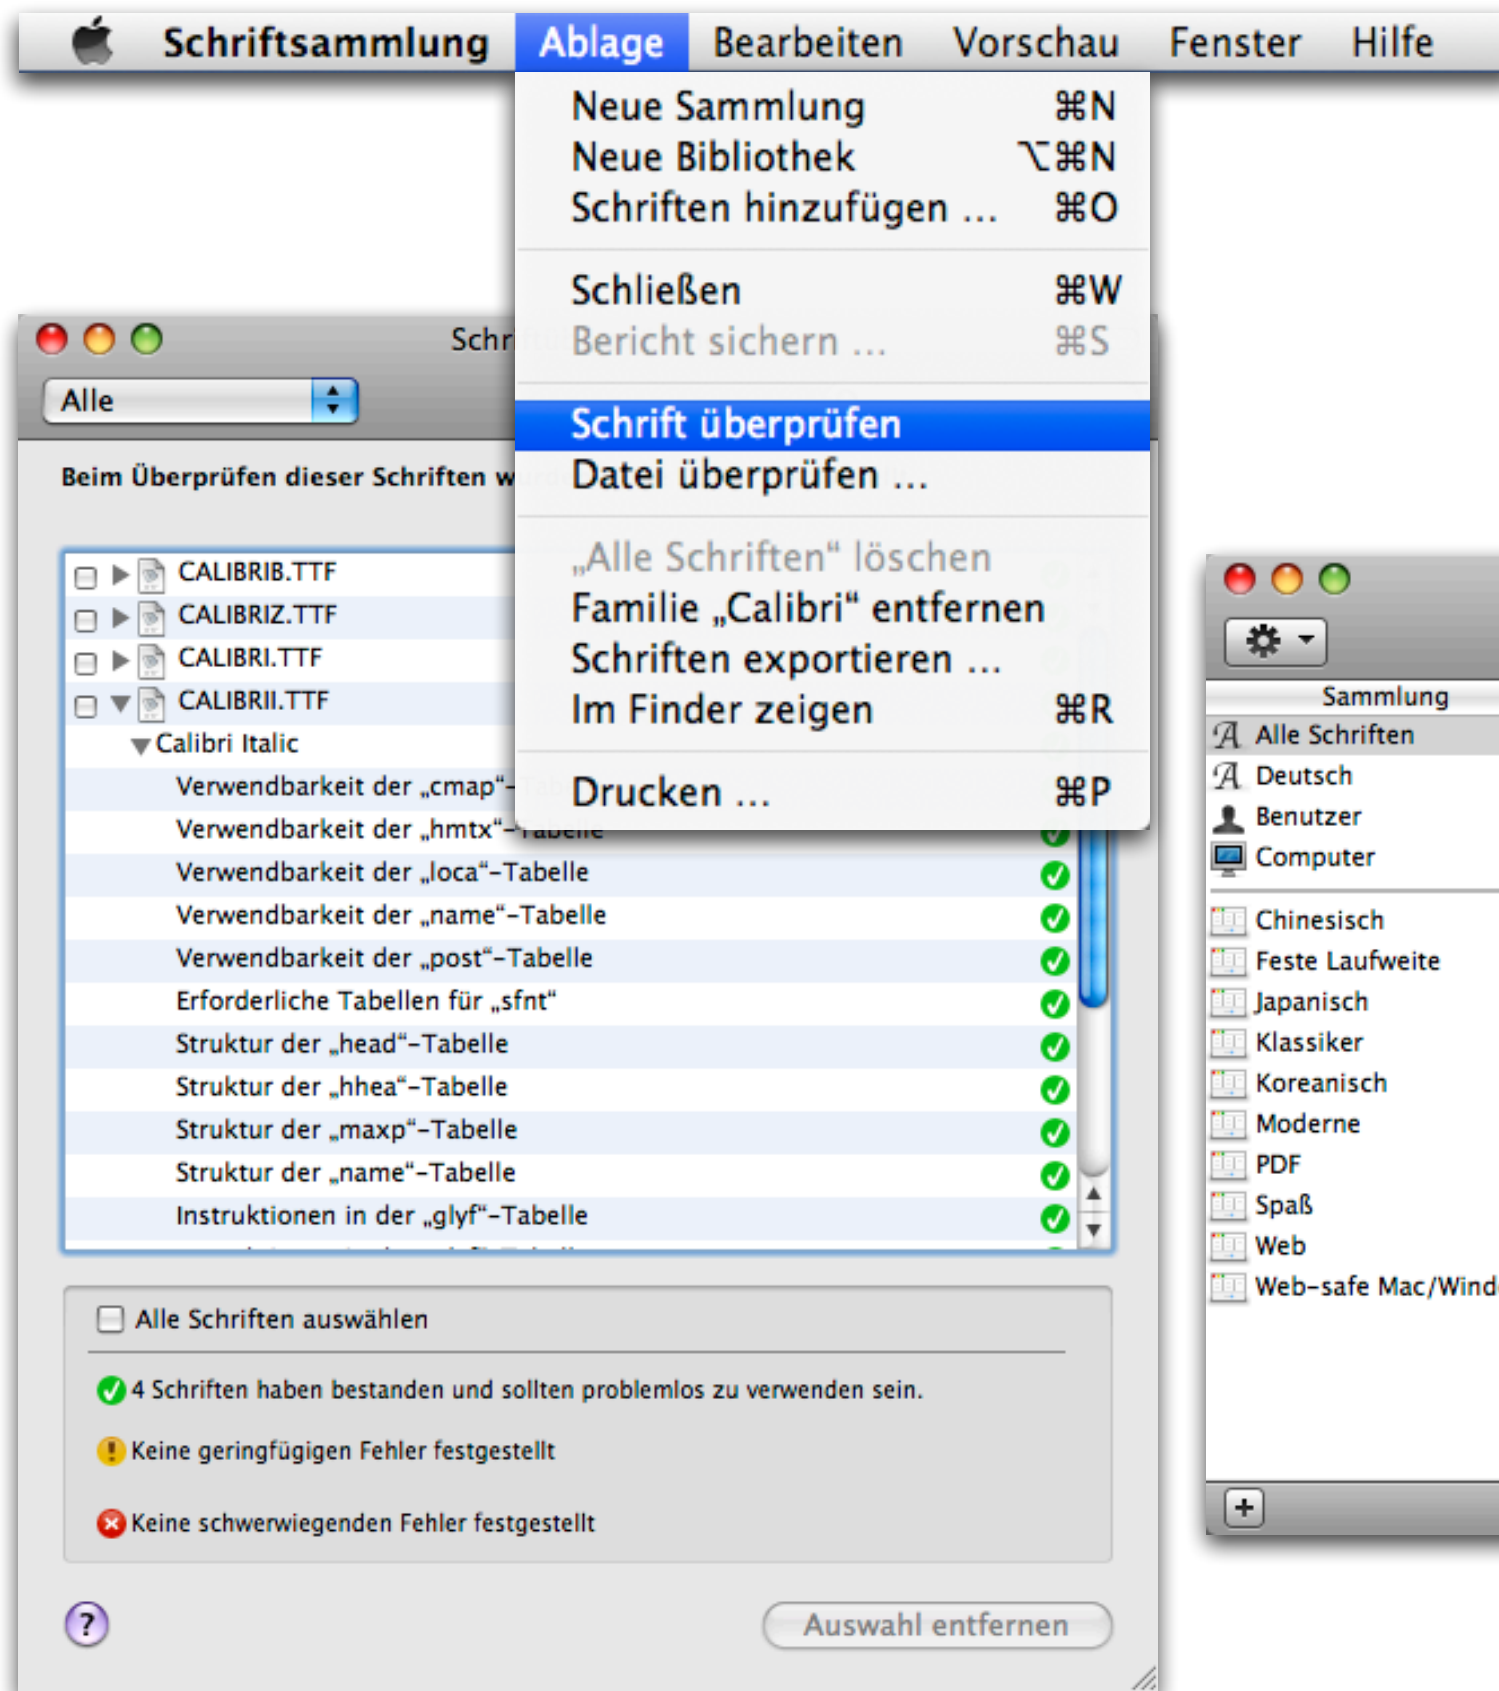 Schriftsammlung Ablage Bearbeiten Vorschau Fenster Hilfe
Neue Sammlung ⌘N
Neue Bibliothek ⌥⌘N
Schriften hinzufügen ... ⌘O
Schließen ⌘W
Bericht sichern ... ⌘S
Schrift überprüfen
Datei überprüfen ...
„Alle Schriften“ löschen
Familie „Calibri“ entfernen
Schriften exportieren ...
Im Finder zeigen ⌘R
Drucken ... ⌘P
Alle
Beim Überprüfen dieser Schriften
CALIBRIB.TTF
CALIBRIZ.TTF
CALIBRI.TTF
CALIBRII.TTF
Calibri Italic
Verwendbarkeit der „cmap“-
Verwendbarkeit der „hmtx“-Tabelle
Verwendbarkeit der „loca“-Tabelle
Verwendbarkeit der „name“-Tabelle
Verwendbarkeit der „post“-Tabelle
Erforderliche Tabellen für „sfnt“
Struktur der „head“-Tabelle
Struktur der „hhea“-Tabelle
Struktur der „maxp“-Tabelle
Struktur der „name“-Tabelle
Instruktionen in der „glyf“-Tabelle
Alle Schriften auswählen
4 Schriften haben bestanden und sollten problemlos zu verwenden sein.
Keine geringfügigen Fehler festgestellt
Keine schwerwiegenden Fehler festgestellt
?
Auswahl entfernen
Sammlung
Alle Schriften
Deutsch
Benutzer
Computer
Chinesisch
Feste Laufweite
Japanisch
Klassiker
Koreanisch
Moderne
PDF
Spaß
Web
Web-safe Mac/Wind
+